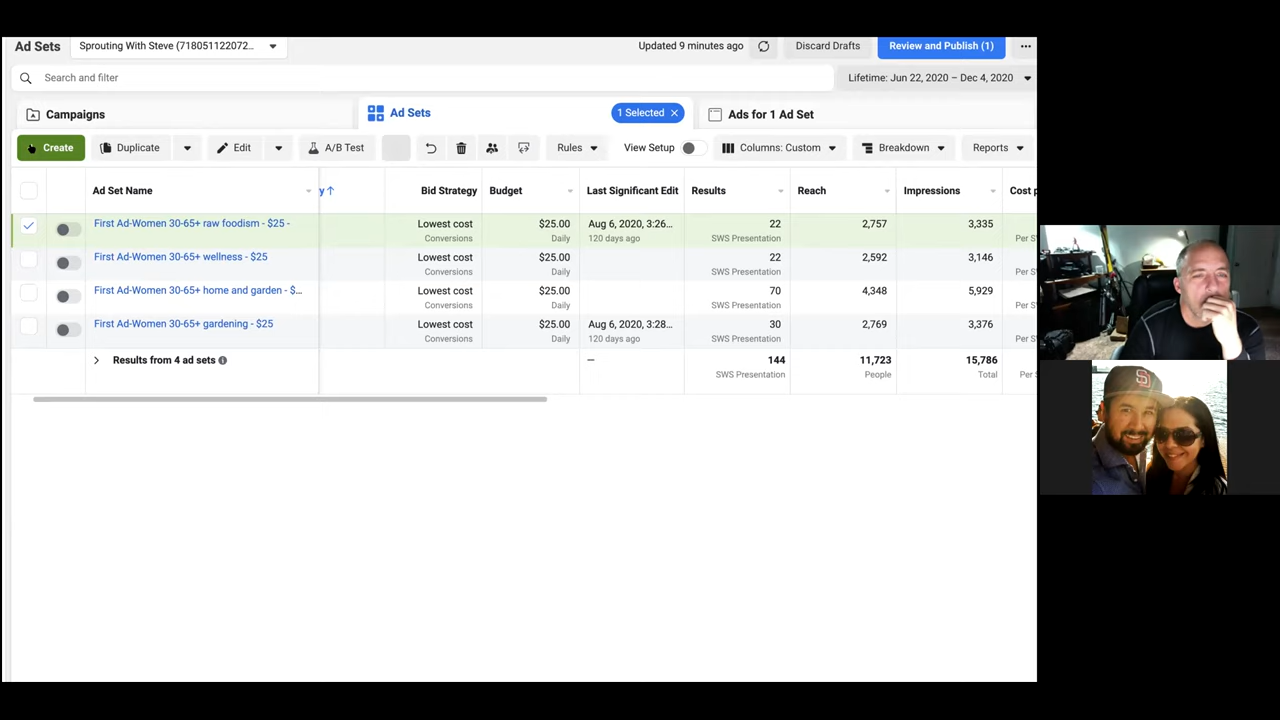 Ad Sets Sprouting With Steve (718051122072... Updated 9 minutes ago Discard Drafts Review and Publish (1)
Search and filter Lifetime: Jun 22, 2020 – Dec 4, 2020
Campaigns Ad Sets 1 Selected Ads for 1 Ad Set
Create Duplicate Edit A/B Test Rules View Setup Columns: Custom Breakdown Reports
Ad Set Name y↑ Bid Strategy Budget Last Significant Edit Results Reach Impressions Cost p
First Ad-Women 30-65+ raw foodism - $25 - Lowest cost $25.00 Aug 6, 2020, 3:26... 22 2,757 3,335
Conversions Daily 120 days ago SWS Presentation Per S
First Ad-Women 30-65+ wellness - $25 Lowest cost $25.00 22 2,592 3,146
Conversions Daily SWS Presentation Per S
First Ad-Women 30-65+ home and garden - $... Lowest cost $25.00 70 4,348 5,929
Conversions Daily SWS Presentation Per S
First Ad-Women 30-65+ gardening - $25 Lowest cost $25.00 Aug 6, 2020, 3:28... 30 2,769 3,376
Conversions Daily 120 days ago SWS Presentation Per S
Results from 4 ad sets — 144 11,723 15,786
SWS Presentation People Total Per S
S